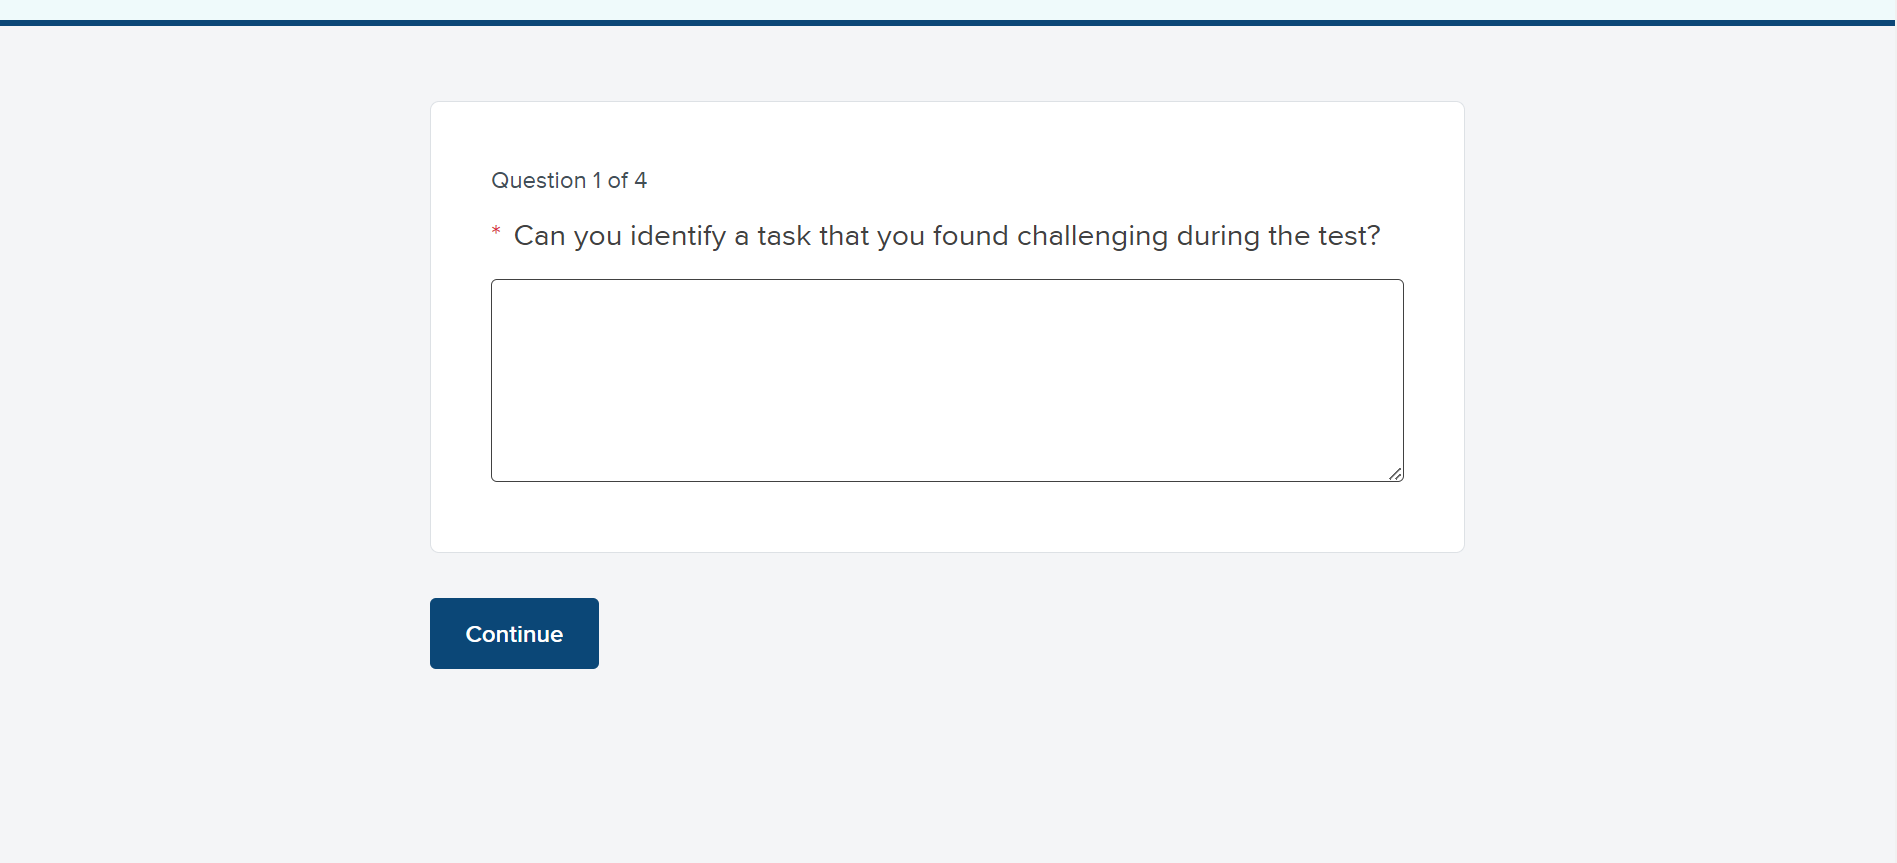 Question 1 of 4
* Can you identify a task that you found challenging during the test?
Continue